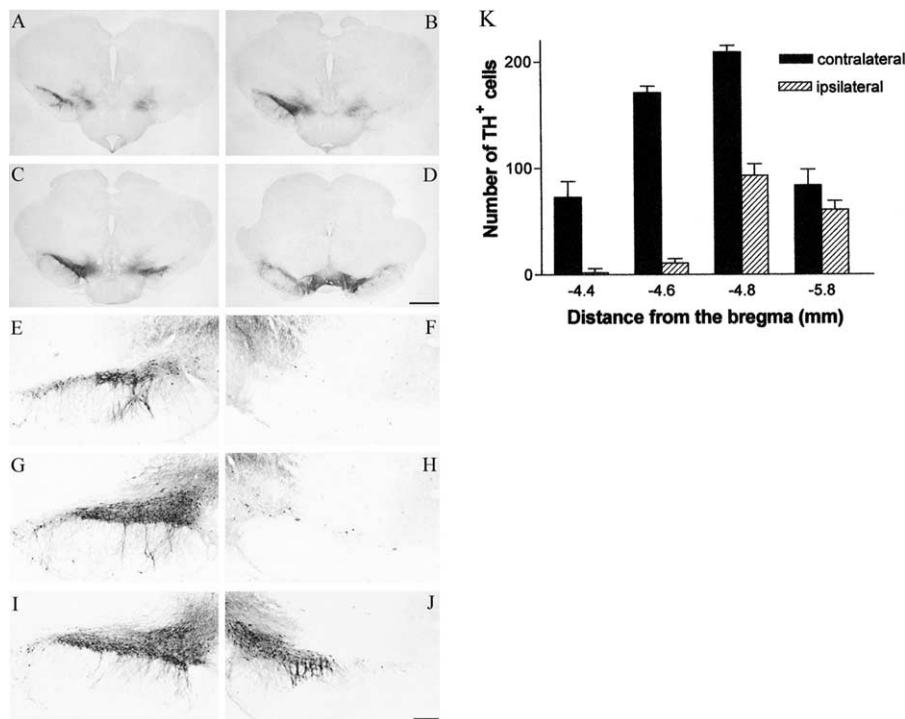 A
B
C
D
E
F
G
H
I
J
K
Number of TH+ cells
200
100
0
contralateral
ipsilateral
-4.4 -4.6 -4.8 -5.8
Distance from the bregma (mm)